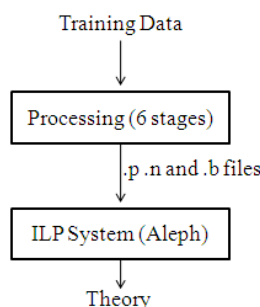 Training Data
Processing (6 stages)
.p .n and .b files
ILP System (Aleph)
Theory